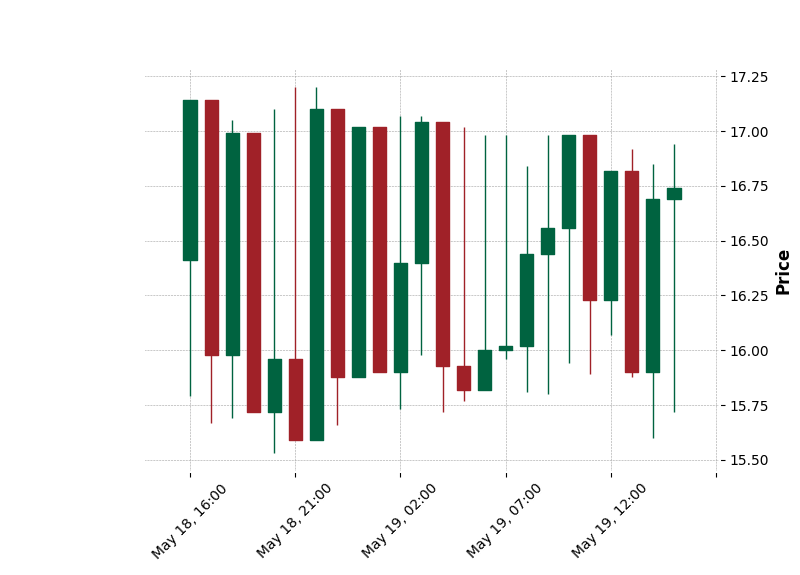 17.25
17.00
16.75
16.50
16.25
16.00
15.75
15.50
Price
May 18, 16:00
May 18, 21:00
May 19, 02:00
May 19, 07:00
May 19, 12:00